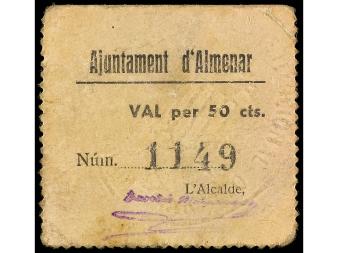 Ajuntament d'Almenar
VAL per 50 cts.
Núm. 1149
L'Alcalde,